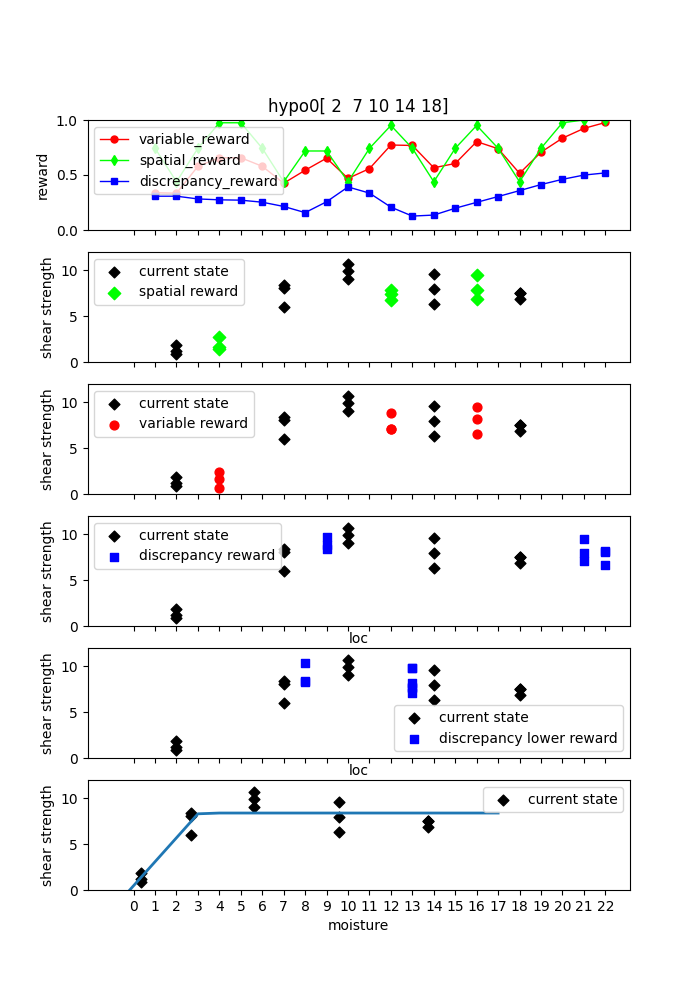 hypo0[ 2  7 10 14 18]
1.0
0.5
0.0
reward
variable_reward
spatial_reward
discrepancy_reward
10
5
0
shear strength
current state
spatial reward
10
5
0
shear strength
current state
variable reward
10
5
0
shear strength
current state
discrepancy reward
loc
10
5
0
shear strength
current state
discrepancy lower reward
loc
10
5
0
shear strength
current state
0 1 2 3 4 5 6 7 8 9 10 11 12 13 14 15 16 17 18 19 20 21 22
moisture